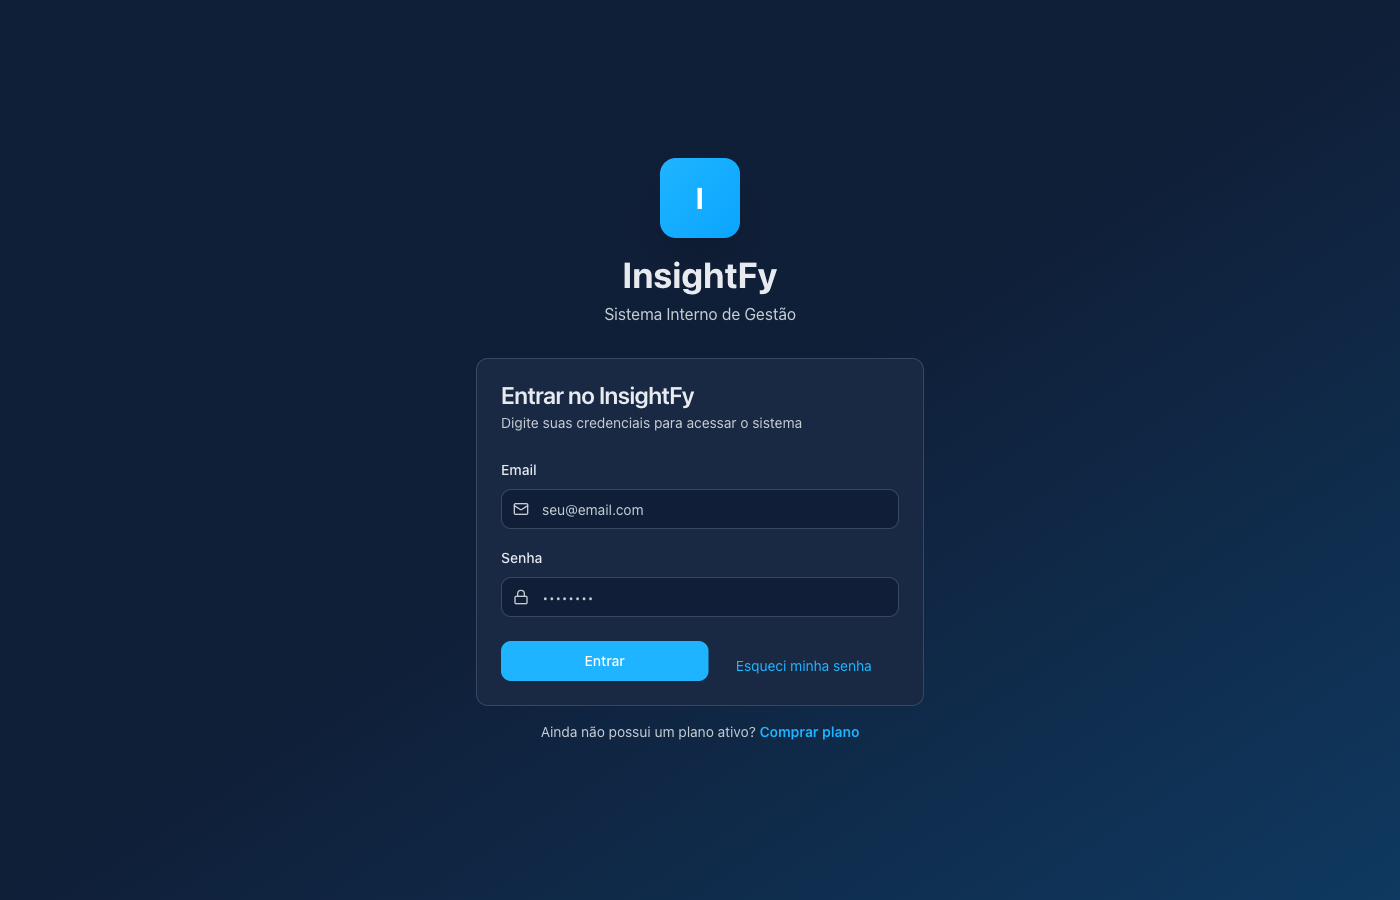 I
InsightFy
Sistema Interno de Gestão
Entrar no InsightFy
Digite suas credenciais para acessar o sistema
Email
seu@email.com
Senha
••••••••
Entrar
Esqueci minha senha
Ainda não possui um plano ativo? Comprar plano